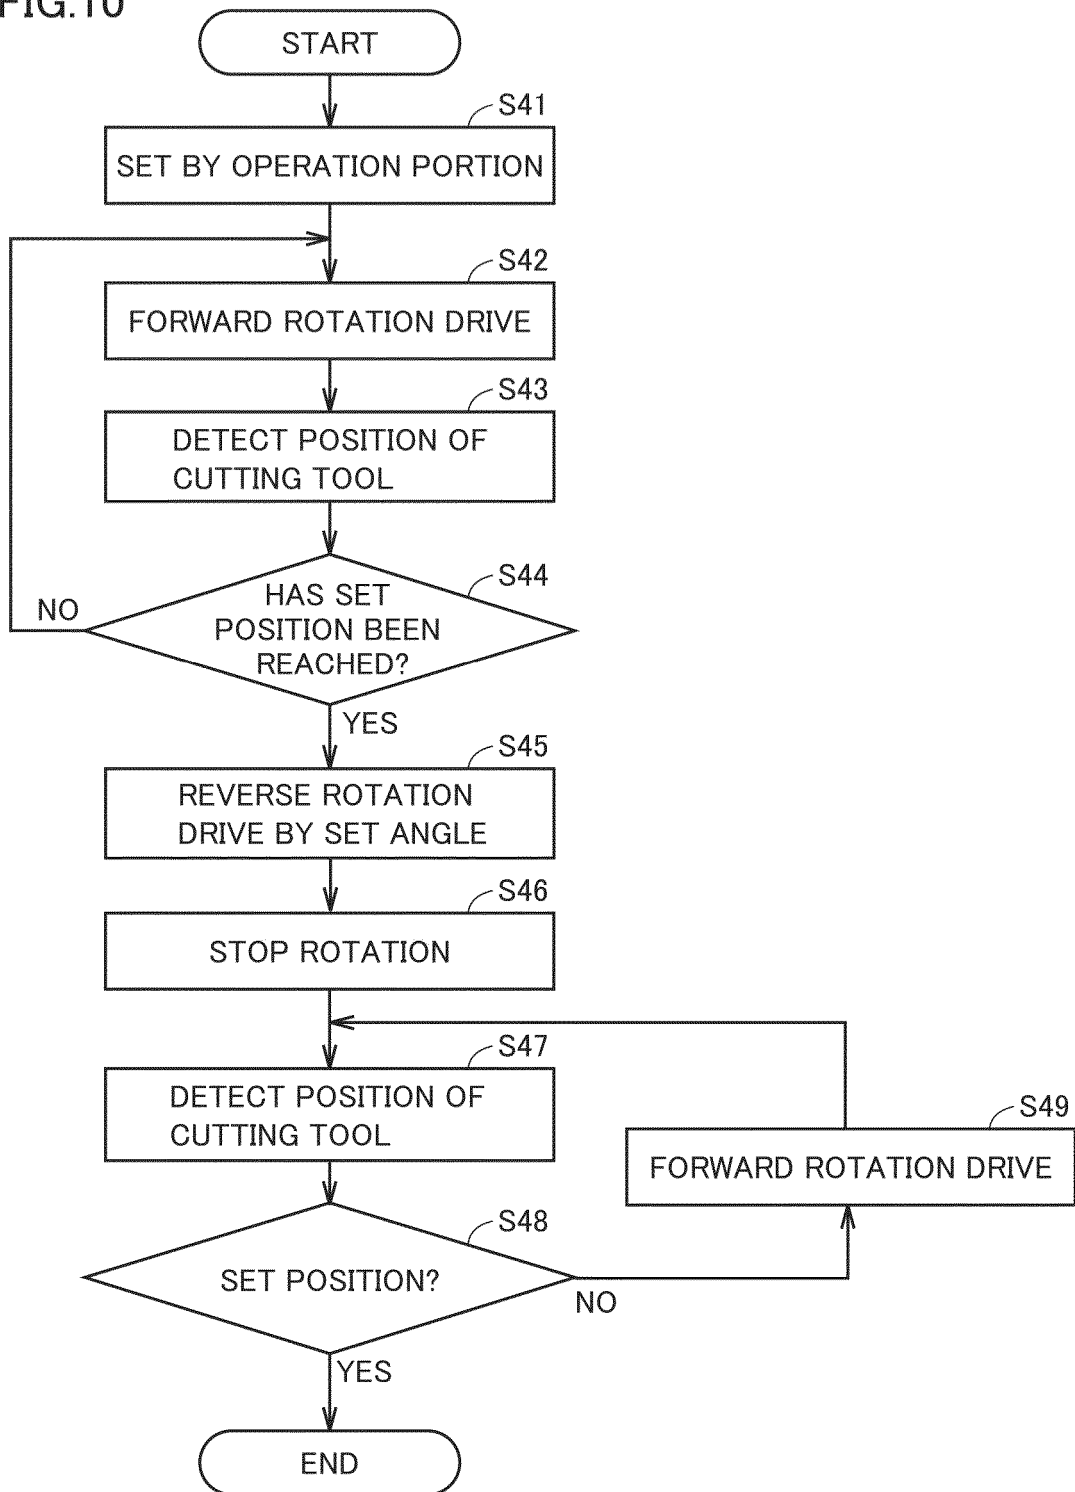 FIG.10
START
S41
SET BY OPERATION PORTION
S42
FORWARD ROTATION DRIVE
S43
DETECT POSITION OF
CUTTING TOOL
S44
HAS SET
POSITION BEEN
REACHED?
NO
YES
S45
REVERSE ROTATION
DRIVE BY SET ANGLE
S46
STOP ROTATION
S47
DETECT POSITION OF
CUTTING TOOL
S49
FORWARD ROTATION DRIVE
S48
SET POSITION?
NO
YES
END